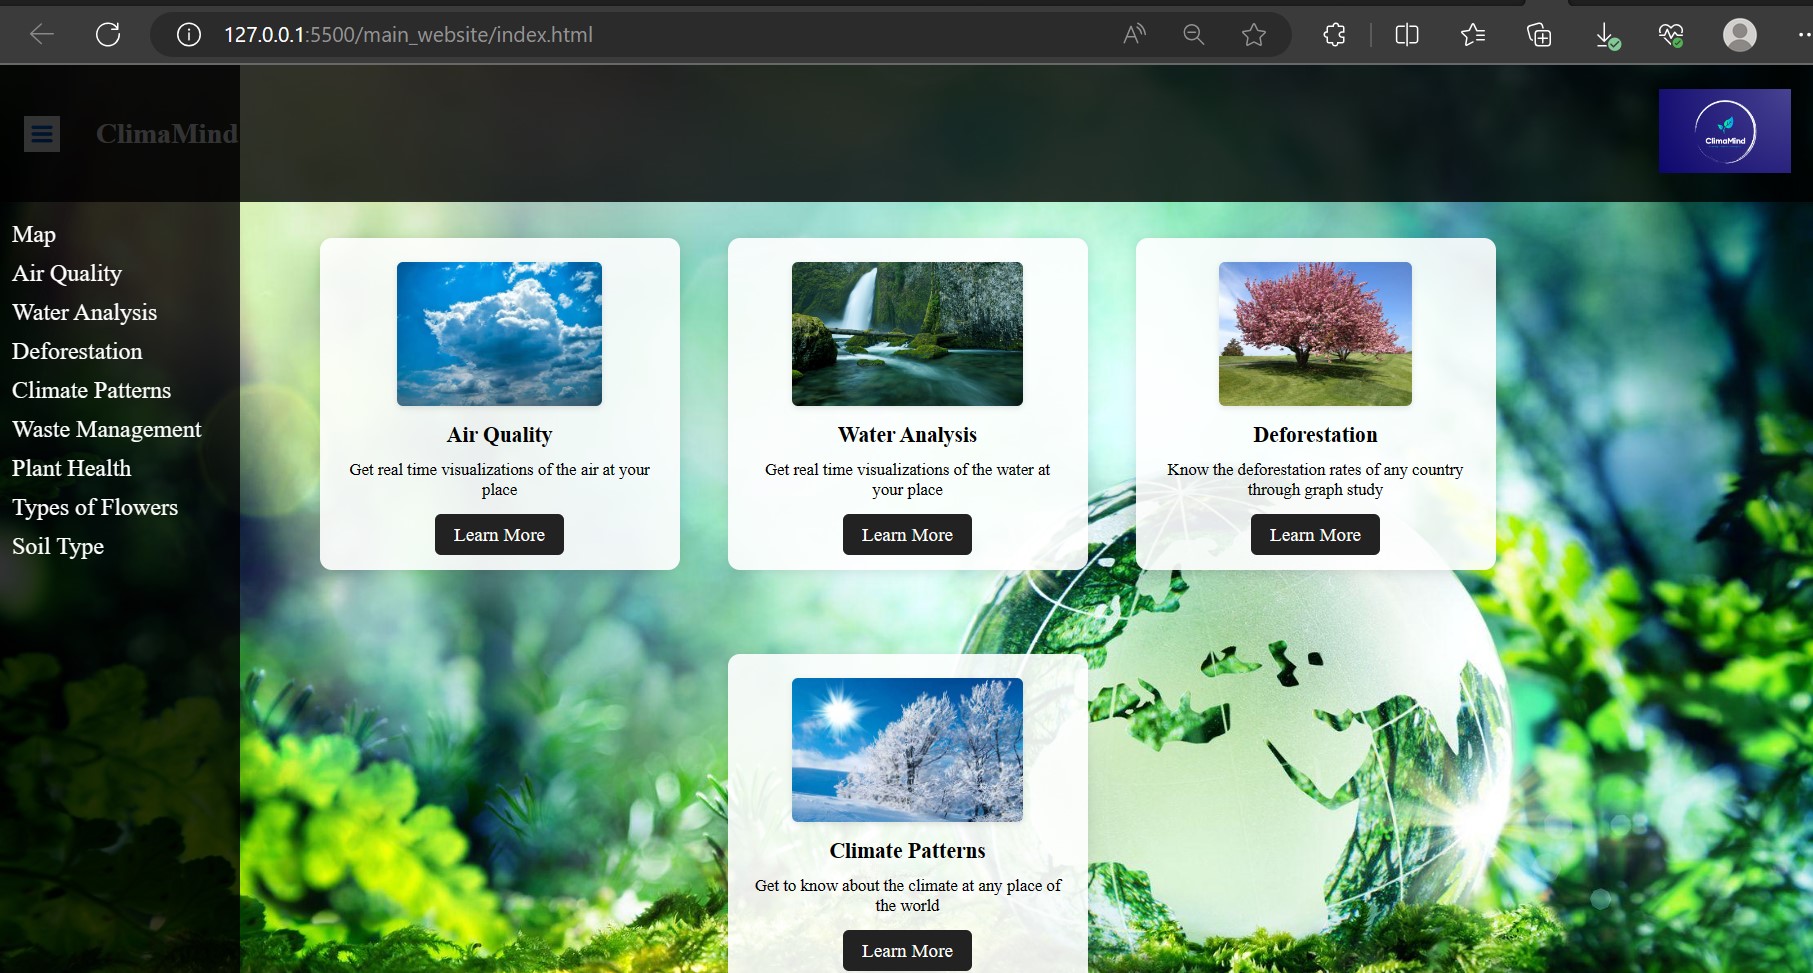 127.0.0.1:5500/main_website/index.html
ClimaMind
ClimaMind
Map
Air Quality
Water Analysis
Deforestation
Climate Patterns
Waste Management
Plant Health
Types of Flowers
Soil Type
Air Quality
Get real time visualizations of the air at your
place
Learn More
Water Analysis
Get real time visualizations of the water at
your place
Learn More
Deforestation
Know the deforestation rates of any country
through graph study
Learn More
Climate Patterns
Get to know about the climate at any place of
the world
Learn More